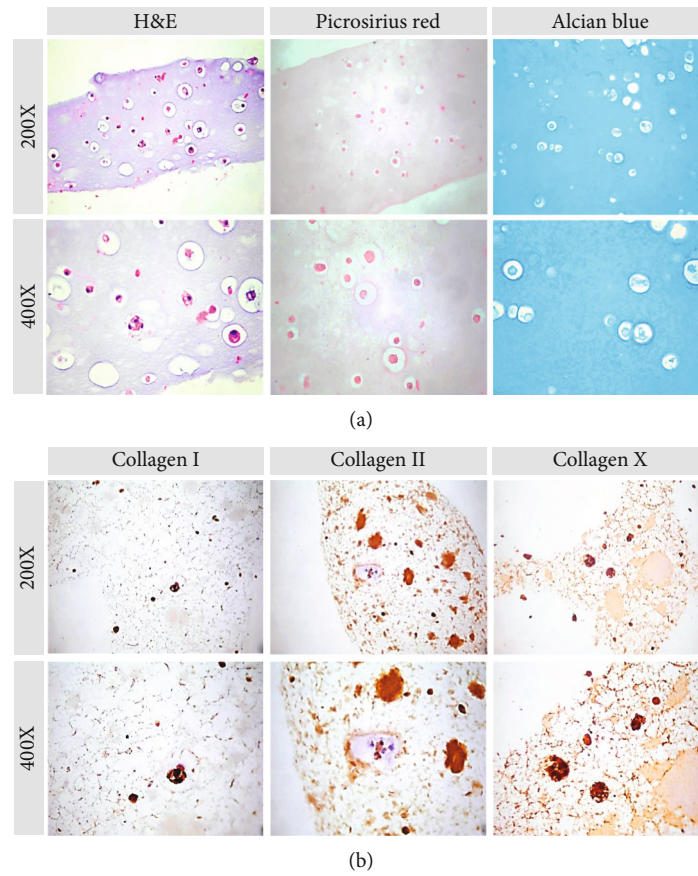 H&E Picrosirius red Alcian blue
200X
400X
(a)
Collagen I Collagen II Collagen X
200X
400X
(b)